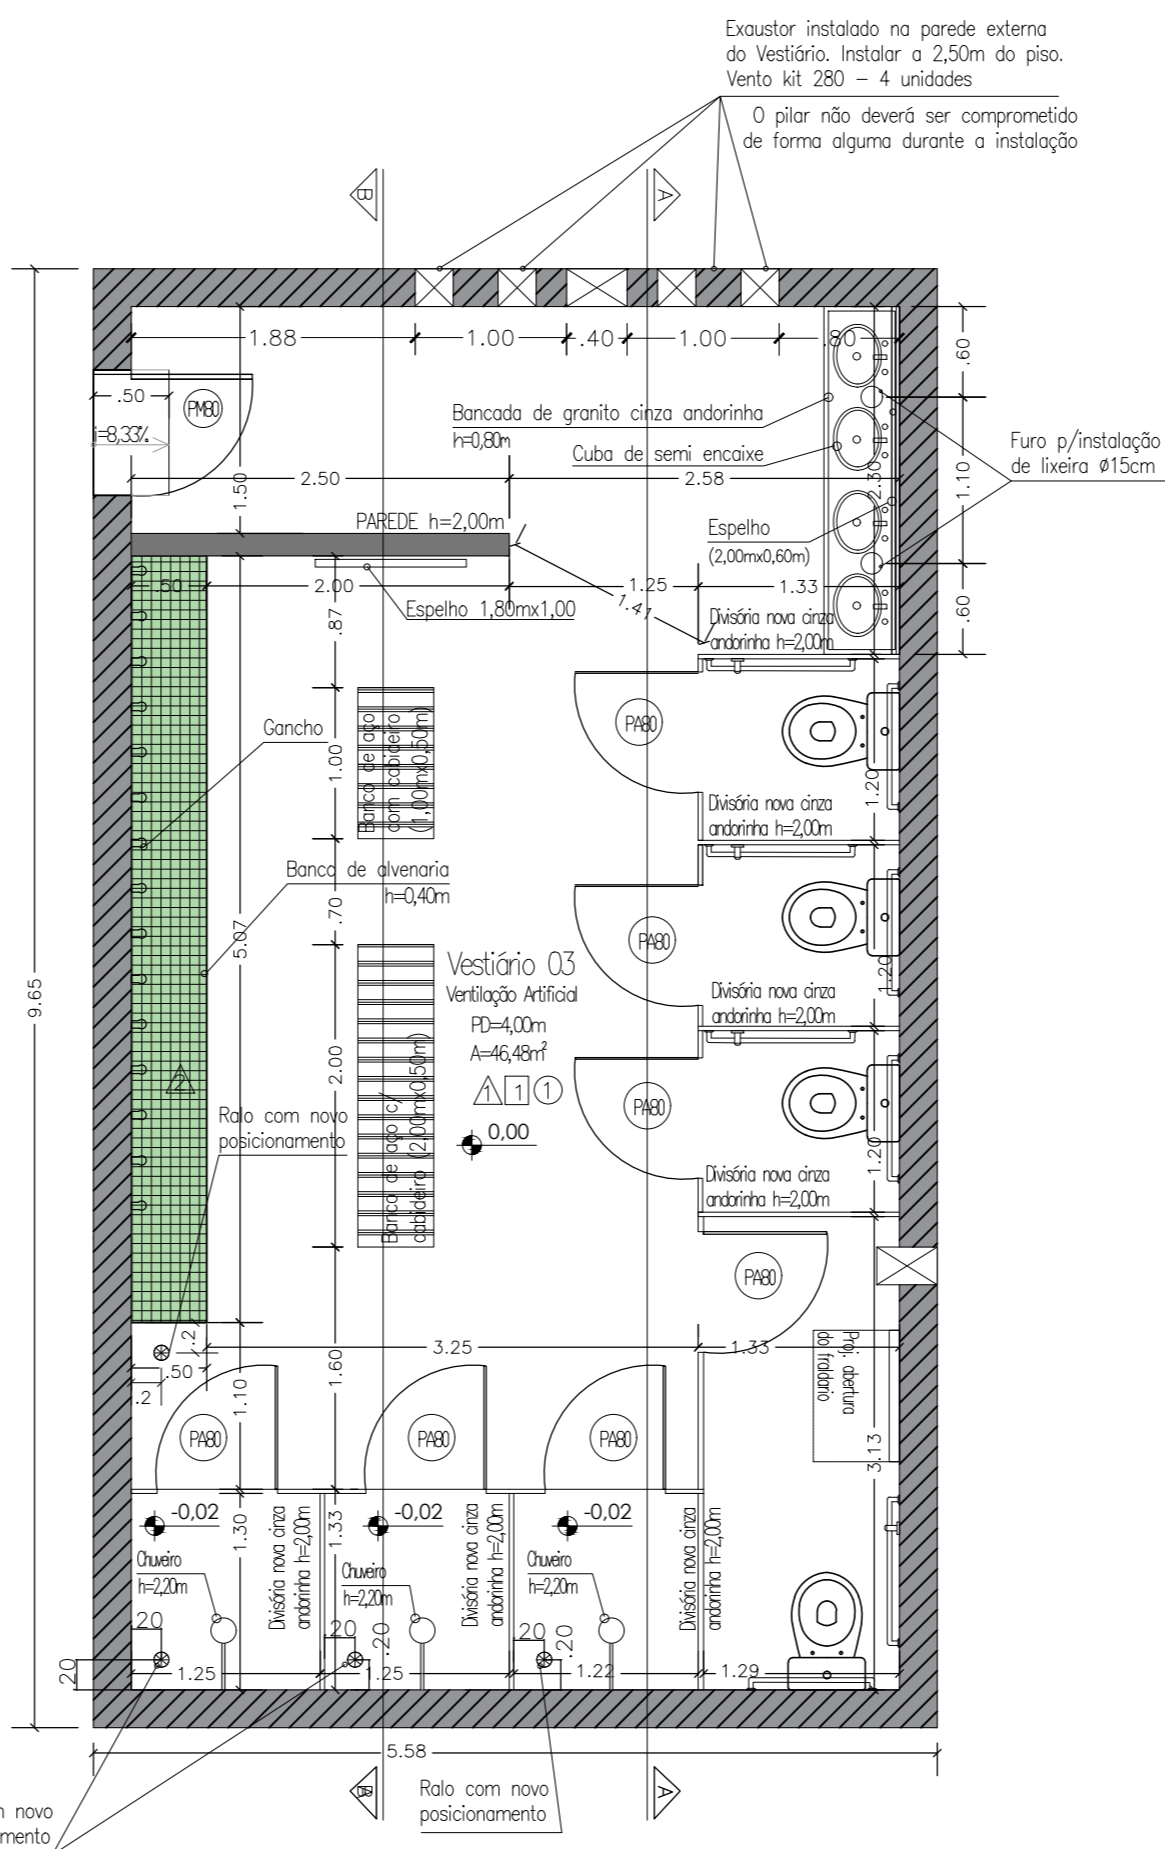 Exaustor instalado na parede externa
do Vestiário. Instalar a 2,50m do piso.
Vento kit 280 – 4 unidades
O pilar não deverá ser comprometido
de forma alguma durante a instalação
B
A
1.88
1.00
.40
1.00
.80
.60
.50
PM80
i=8,33%
1.50
Bancada de granito cinza andorinha
h=0,80m
Cuba de semi encaixe
Furo p/instalação
de lixeira Ø15cm
1.10
2.30
2.50
2.58
PAREDE h=2,00m
Espelho
(2,00mx0,60m)
.50
2.00
1.25
1.33
.60
1.41
Espelho 1,80mx1,00
.87
Divisória nova cinza
andorinha h=2,00m
Gancho
1.00
Banco de aço
com cabideiro
(1,00mx0,50m)
PA80
1.20
Divisória nova cinza
andorinha h=2,00m
Banco de alvenaria
h=0,40m
.70
5.07
PA80
1.20
Vestiário 03
Ventilação Artificial
PD=4,00m
A=46,48m²
1 1 1
0,00
Divisória nova cinza
andorinha h=2,00m
9.65
2.00
Banco de aço c/
cabideiro (2,00mx0,50m)
2
Ralo com novo
posicionamento
PA80
1.20
Divisória nova cinza
andorinha h=2,00m
PA80
.2
3.25
1.33
.50
.2
1.60
1.10
Proj. abertura
do fraldário
PA80
PA80
PA80
3.13
-0,02
-0,02
-0,02
1.30
1.33
Divisória nova cinza
andorinha h=2,00m
Divisória nova cinza
andorinha h=2,00m
Divisória nova cinza
andorinha h=2,00m
Chuveiro
h=2,20m
Chuveiro
h=2,20m
Chuveiro
h=2,20m
.20
.20
.20
.20
.20
.20
1.25
1.25
1.22
1.29
5.58
B
A
Ralo com novo
posicionamento
novo
mento